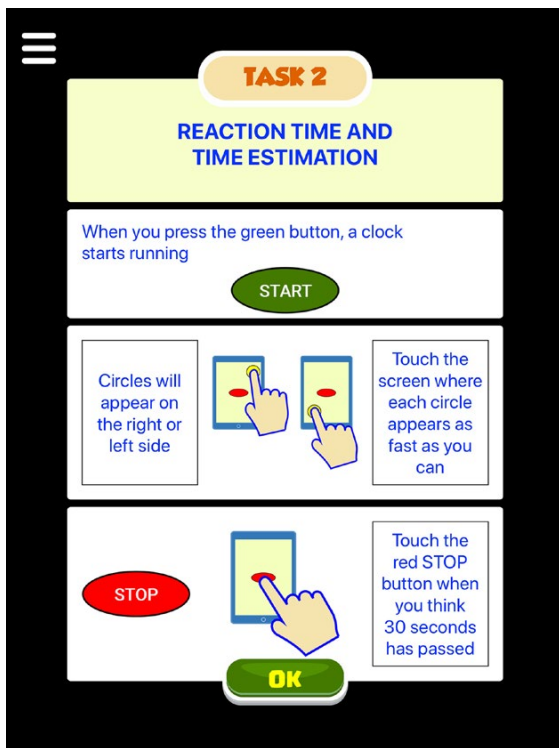 TASK 2
REACTION TIME AND
TIME ESTIMATION
When you press the green button, a clock
starts running
START
Circles will
appear on
the right or
left side
Touch the
screen where
each circle
appears as
fast as you
can
STOP
Touch the
red STOP
button when
you think
30 seconds
has passed
OK